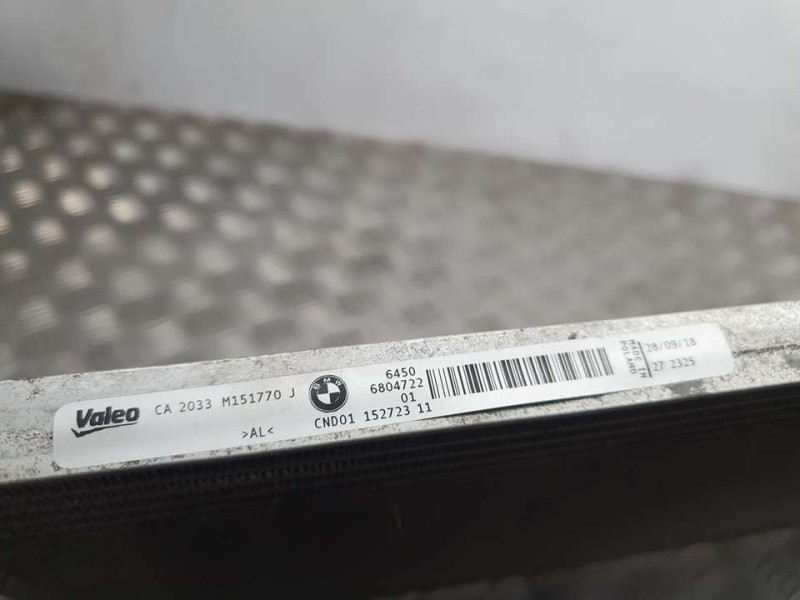 Valeo CA 2033 M151770 J
>AL<
BMW
6450
6804722
01
CND01 152723 11
MADE IN
POLAND
28/09/18
27 2325